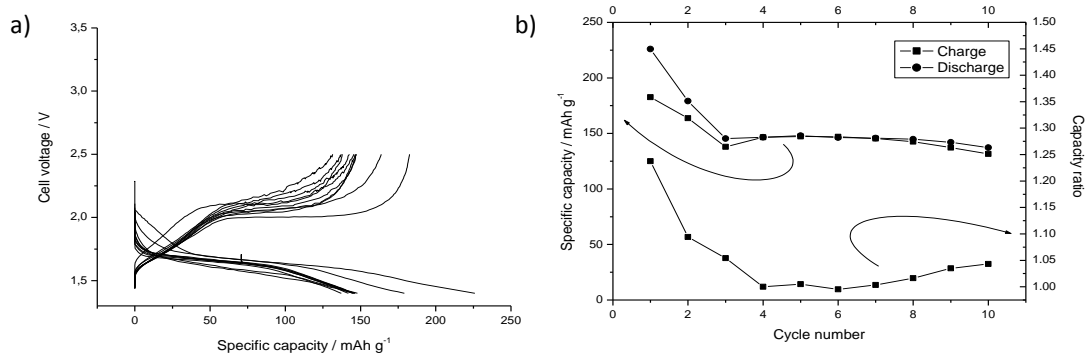 a)
3,5
3,0
2,5
2,0
1,5
Cell voltage / V
0 50 100 150 200 250
Specific capacity / mAh g⁻¹
b)
0 2 4 6 8 10
250
200
150
100
50
0
Specific capacity / mAh g⁻¹
Charge
Discharge
1.50
1.45
1.40
1.35
1.30
1.25
1.20
1.15
1.10
1.05
1.00
Capacity ratio
0 2 4 6 8 10
Cycle number